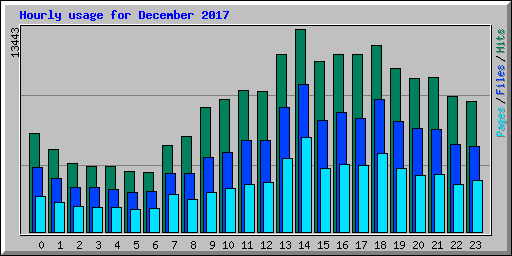 Hourly usage for December 2017
13443
Pages / Files / Hits
0 1 2 3 4 5 6 7 8 9 10 11 12 13 14 15 16 17 18 19 20 21 22 23